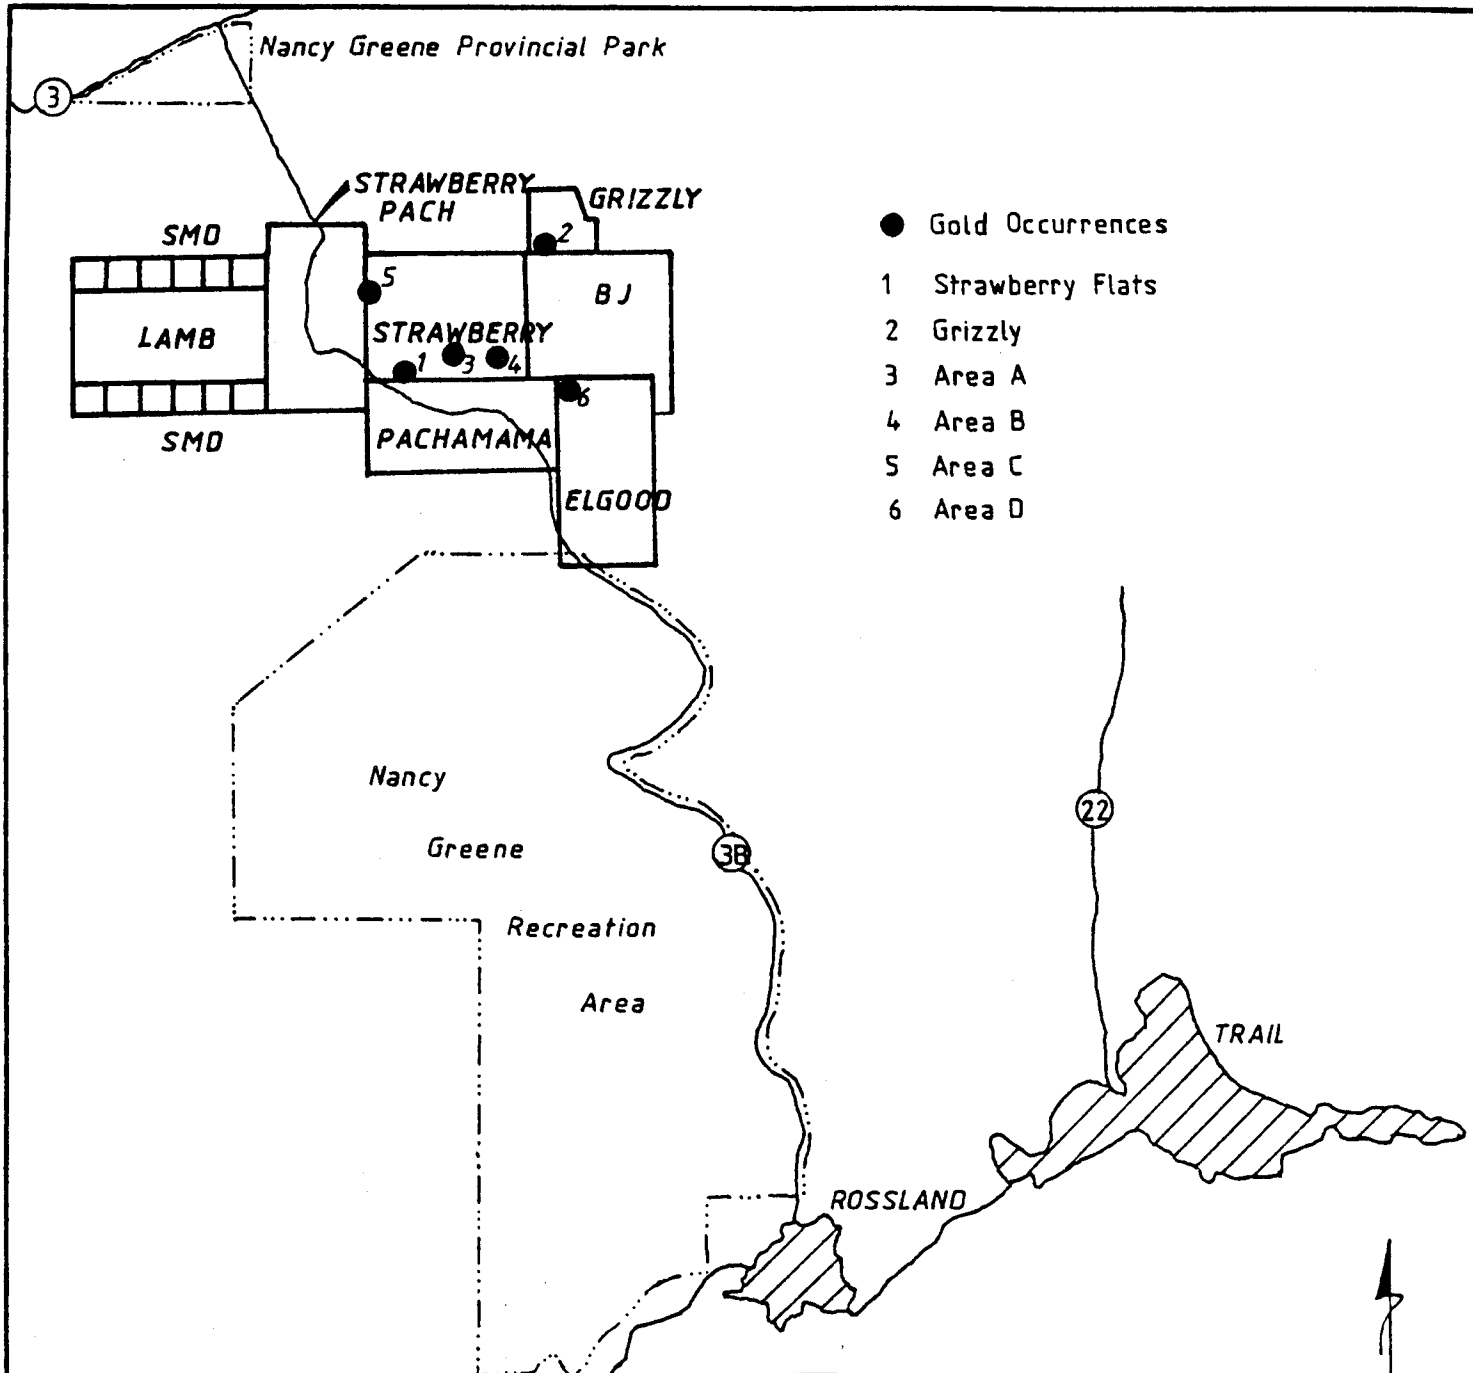 Nancy Greene Provincial Park
3
STRAWBERRY
PACH
GRIZZLY
SMD
2
5
BJ
LAMB
STRAWBERRY
1
3
4
6
SMD
PACHAMAMA
ELGOOD
Gold Occurrences
1 Strawberry Flats
2 Grizzly
3 Area A
4 Area B
5 Area C
6 Area D
Nancy
Greene
Recreation
Area
22
3B
TRAIL
ROSSLAND